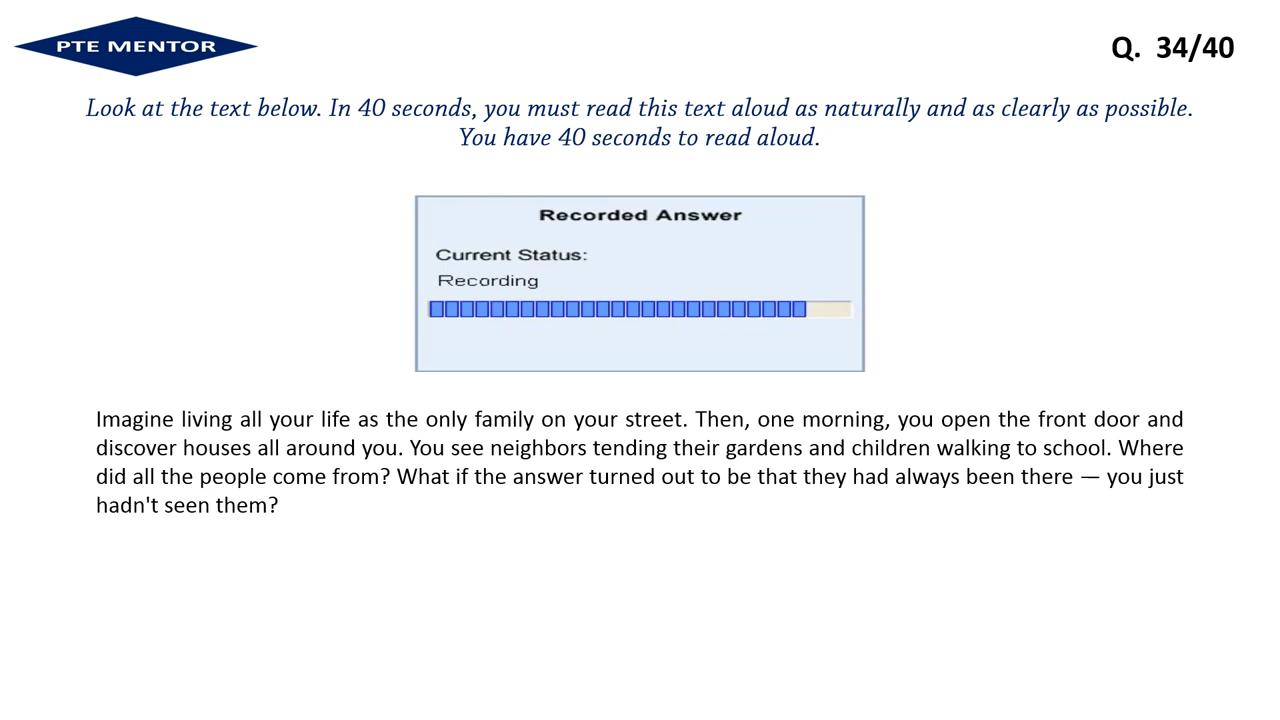 PTE MENTOR
Q. 34/40
Look at the text below. In 40 seconds, you must read this text aloud as naturally and as clearly as possible.
You have 40 seconds to read aloud.
Recorded Answer
Current Status:
Recording
Imagine living all your life as the only family on your street. Then, one morning, you open the front door and
discover houses all around you. You see neighbors tending their gardens and children walking to school. Where
did all the people come from? What if the answer turned out to be that they had always been there — you just
hadn't seen them?